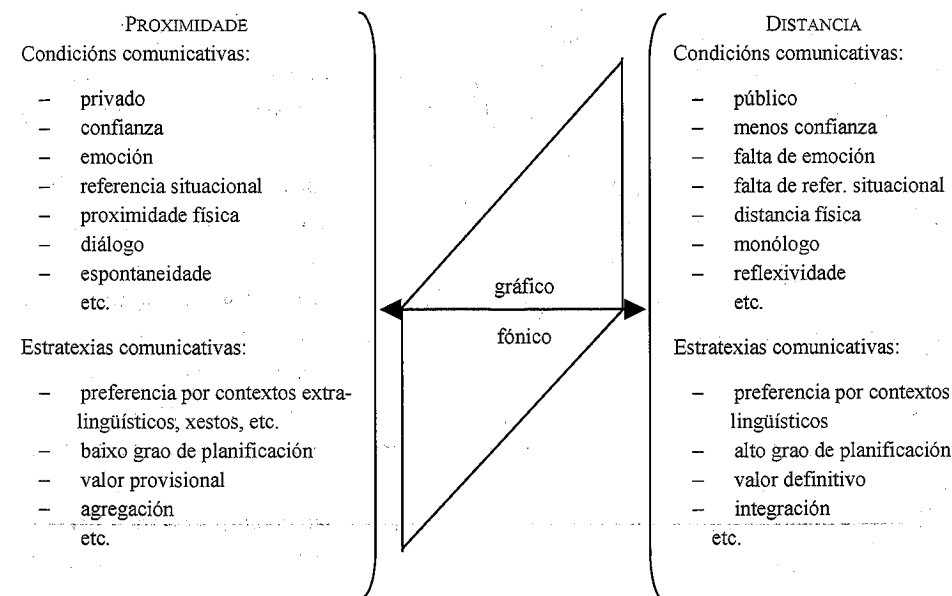 PROXIMIDADE
Condicións comunicativas:
– privado
– confianza
– emoción
– referencia situacional
– proximidade física
– diálogo
– espontaneidade
etc.
Estratexias comunicativas:
– preferencia por contextos extra-
lingüísticos, xestos, etc.
– baixo grao de planificación
– valor provisional
– agregación
etc.
gráfico
fónico
DISTANCIA
Condicións comunicativas:
– público
– menos confianza
– falta de emoción
– falta de refer. situacional
– distancia física
– monólogo
– reflexividade
etc.
Estratexias comunicativas:
– preferencia por contextos
lingüísticos
– alto grao de planificación
– valor definitivo
– integración
etc.